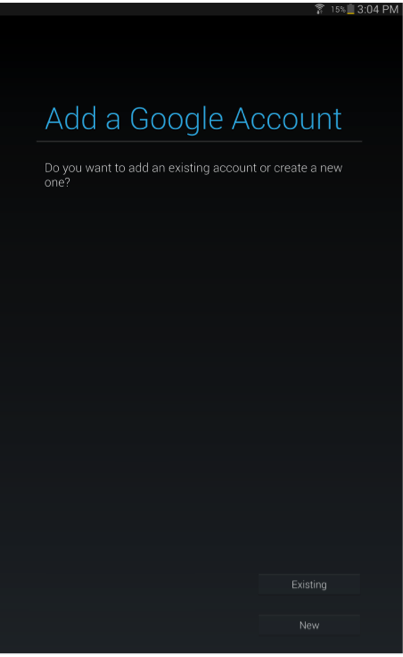 15% 3:04 PM
Add a Google Account
Do you want to add an existing account or create a new
one?
Existing
New